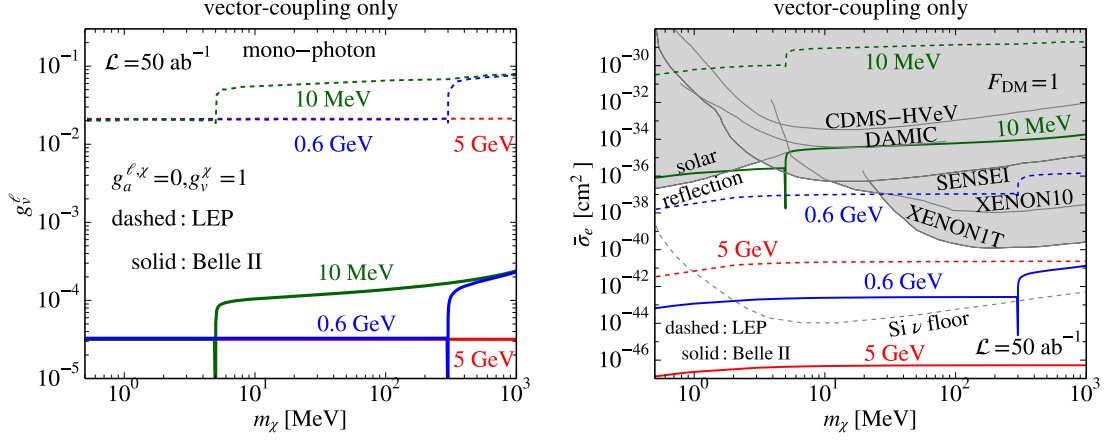 vector-coupling only
mono−photon
ℒ=50 ab⁻¹
10 MeV
0.6 GeV
5 GeV
g_a^{ℓ,χ}=0,g_v^χ=1
dashed : LEP
solid : Belle II
10 MeV
0.6 GeV
5 GeV
10⁻¹
10⁻²
10⁻³
10⁻⁴
10⁻⁵
g_v^ℓ
10⁰
10¹
10²
10³
m_χ [MeV]
vector-coupling only
10⁻³⁰
10⁻³²
10⁻³⁴
10⁻³⁶
10⁻³⁸
10⁻⁴⁰
10⁻⁴²
10⁻⁴⁴
10⁻⁴⁶
σ̄_e [cm²]
10 MeV
F_DM=1
CDMS−HVeV
DAMIC
10 MeV
solar
reflection
SENSEI
XENON10
XENON1T
0.6 GeV
5 GeV
0.6 GeV
Si ν floor
dashed : LEP
solid : Belle II
ℒ=50 ab⁻¹
5 GeV
10⁰
10¹
10²
10³
m_χ [MeV]